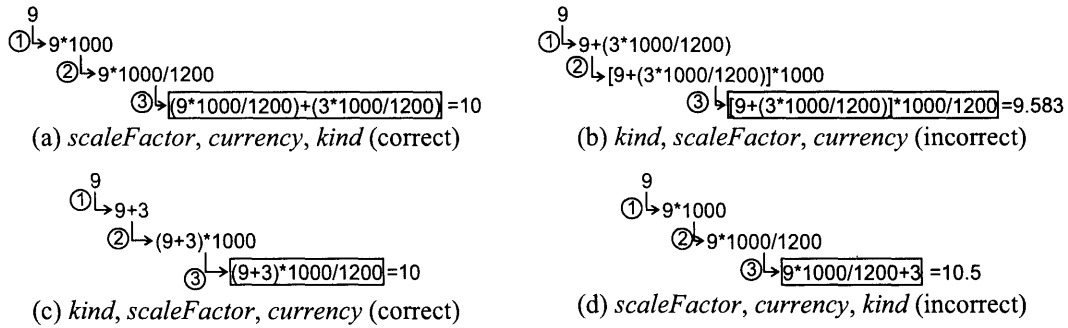 9
① 9*1000
② 9*1000/1200
③ (9*1000/1200)+(3*1000/1200) =10
(a) scaleFactor, currency, kind (correct)
9
① 9+(3*1000/1200)
② [9+(3*1000/1200)]*1000
③ [9+(3*1000/1200)]*1000/1200 =9.583
(b) kind, scaleFactor, currency (incorrect)
9
① 9+3
② (9+3)*1000
③ (9+3)*1000/1200 =10
(c) kind, scaleFactor, currency (correct)
9
① 9*1000
② 9*1000/1200
③ 9*1000/1200+3 =10.5
(d) scaleFactor, currency, kind (incorrect)